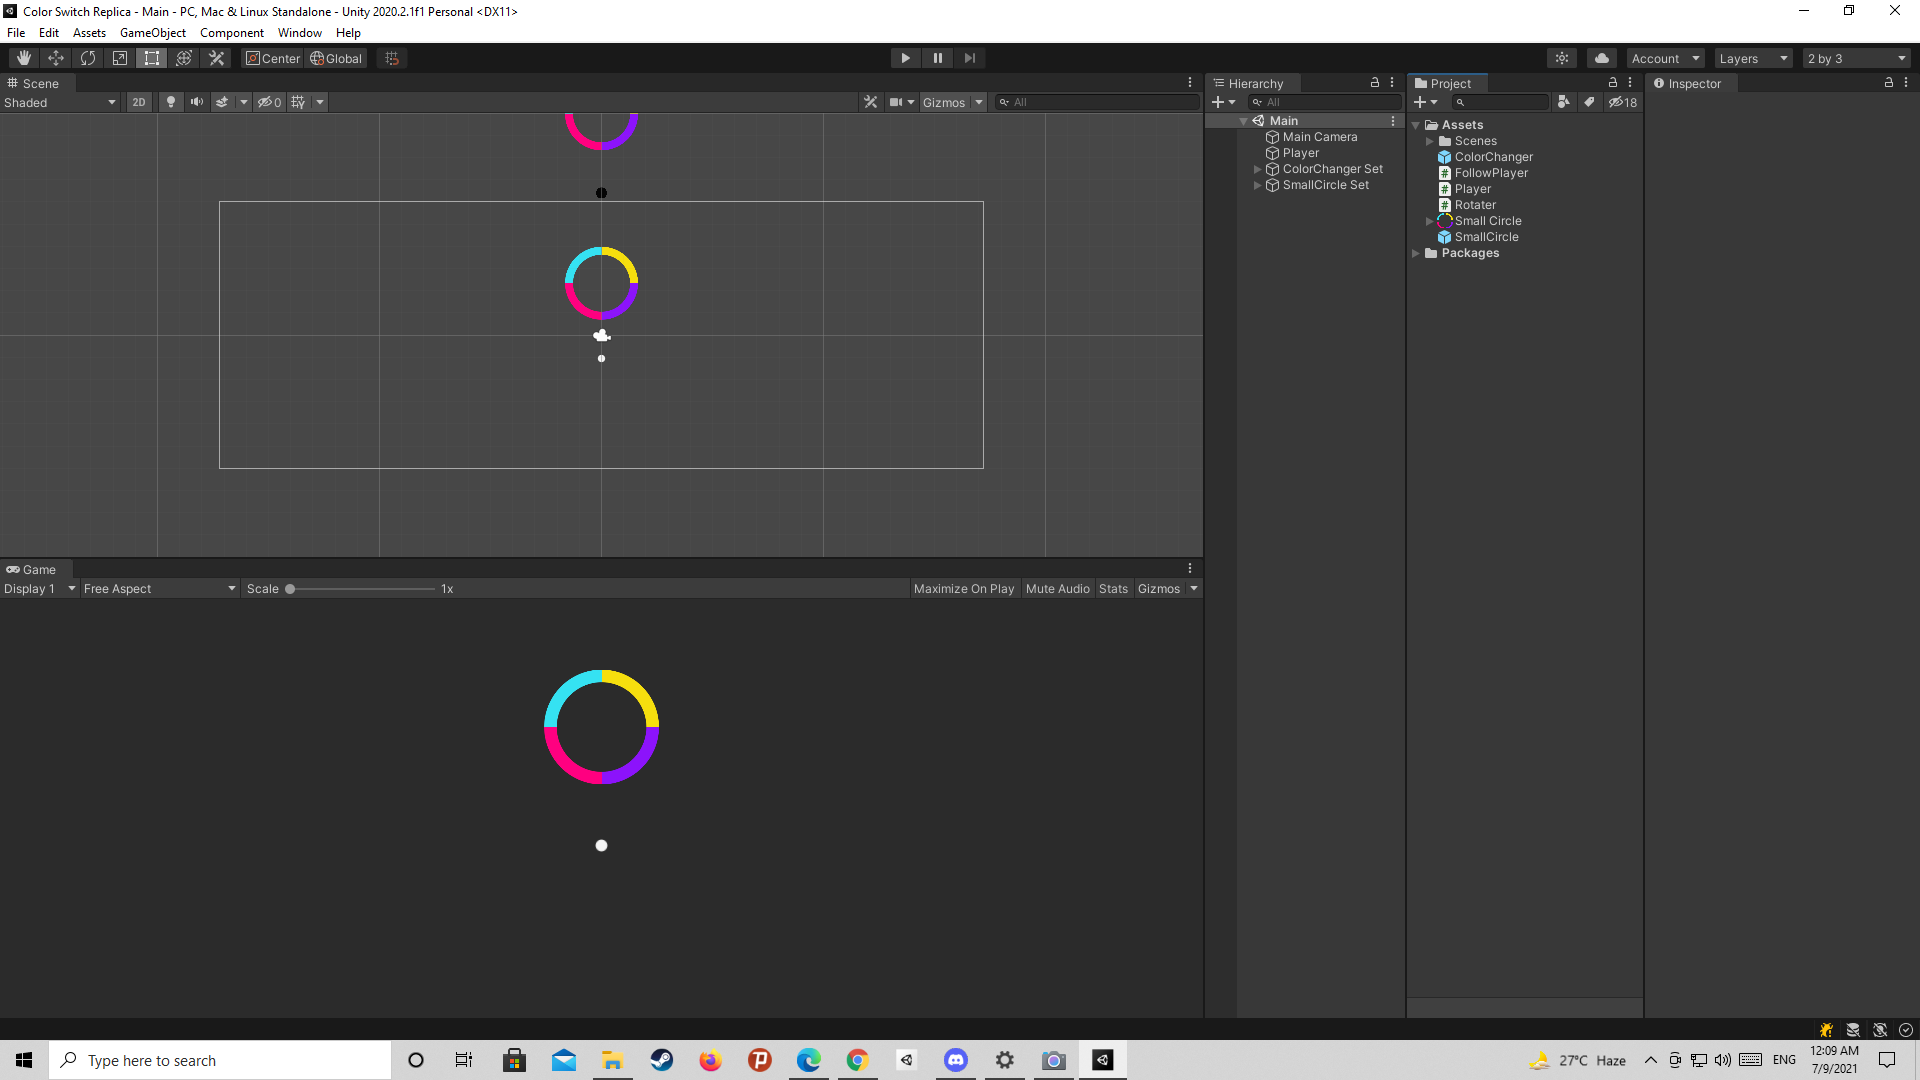 Color Switch Replica - Main - PC, Mac & Linux Standalone - Unity 2020.2.1f1 Personal <DX11>
File Edit Assets GameObject Component Window Help
Center Global Account Layers 2 by 3
Scene
Shaded 2D 0 Gizmos All
Hierarchy
All
Main
Main Camera
Player
ColorChanger Set
SmallCircle Set
Project
18
Assets
Scenes
ColorChanger
FollowPlayer
Player
Rotater
Small Circle
SmallCircle
Packages
Inspector
Game
Display 1 Free Aspect Scale 1x Maximize On Play Mute Audio Stats Gizmos
Type here to search
27°C Haze
ENG
12:09 AM
7/9/2021